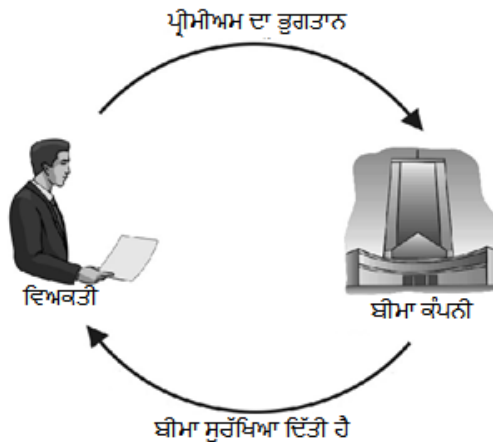 ਪ੍ਰੀਮੀਅਮ ਦਾ ਭੁਗਤਾਨ
ਵਿਅਕਤੀ
ਬੀਮਾ ਕੰਪਨੀ
ਬੀਮਾ ਸੁਰੱਖਿਆ ਦਿੱਤੀ ਹੈ